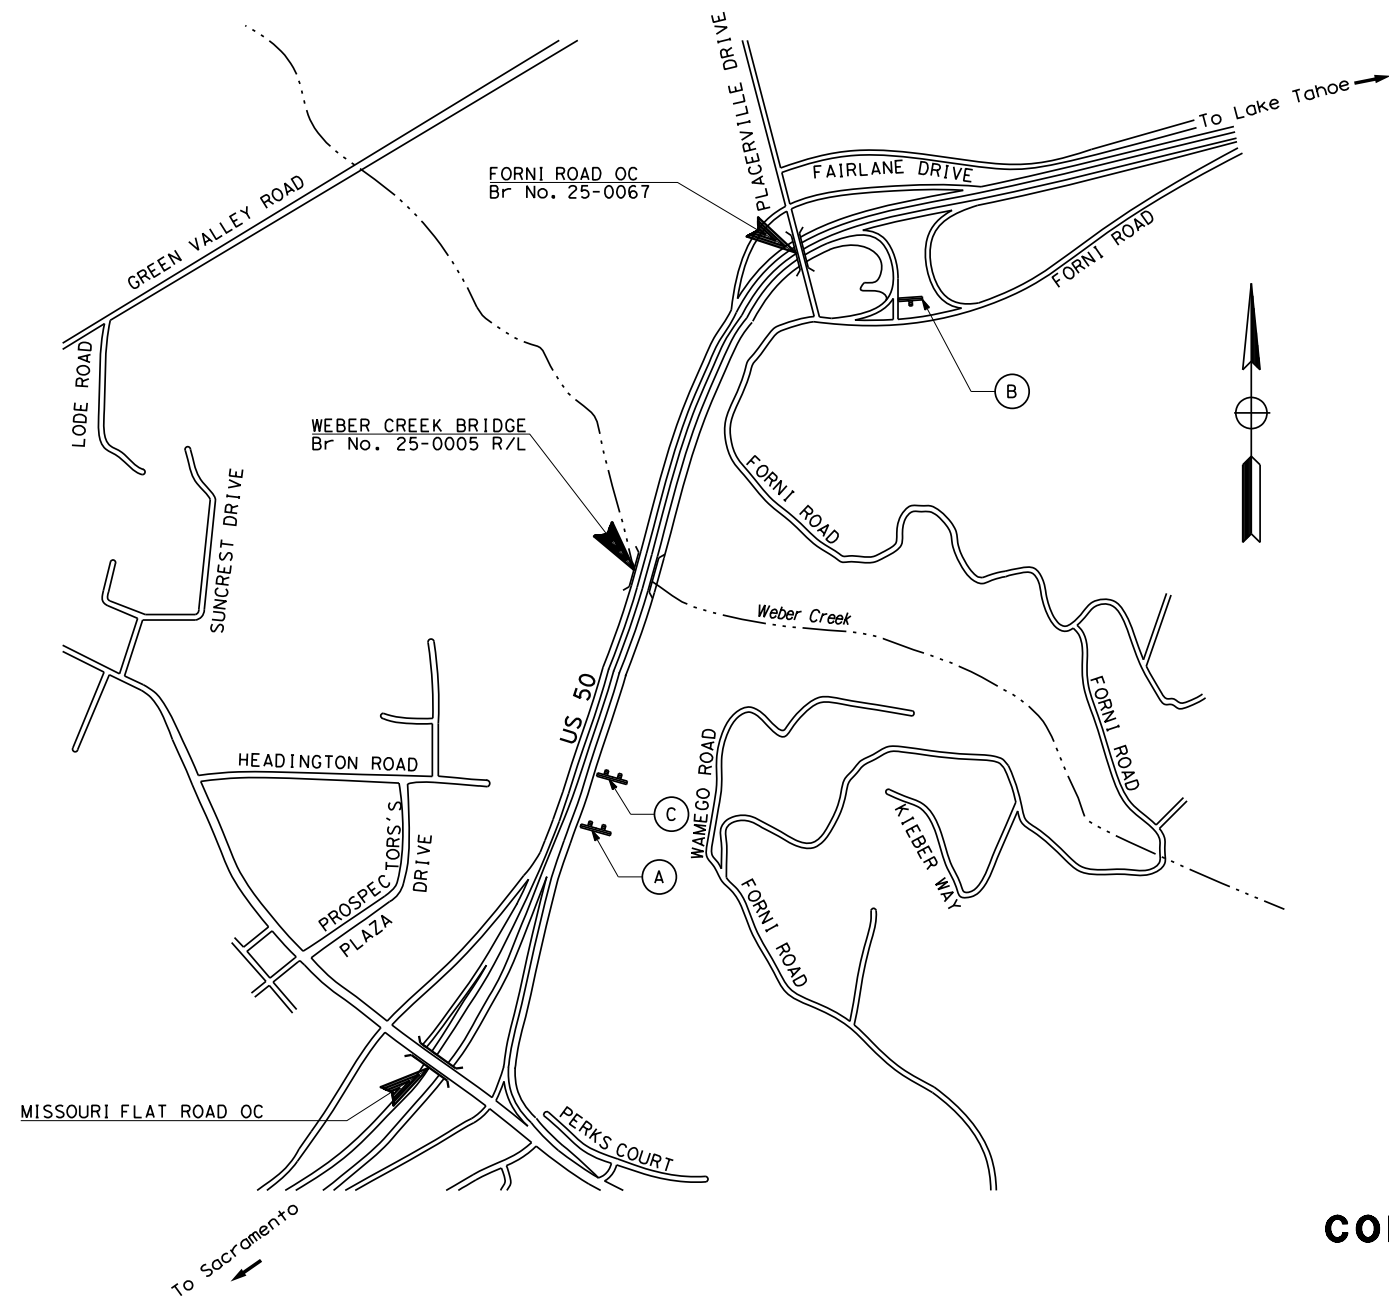 PLACERVILLE DRIVE
To Lake Tahoe
FORNI ROAD OC
Br No. 25-0067
FAIRLANE DRIVE
GREEN VALLEY ROAD
FORNI ROAD
LODE ROAD
B
WEBER CREEK BRIDGE
Br No. 25-0005 R/L
FORNI ROAD
SUNCREST DRIVE
Weber Creek
US 50
FORNI ROAD
WAMEGO ROAD
HEADINGTON ROAD
C
KIEBER WAY
PROSPECTORS'S
PLAZA
DRIVE
A
FORNI ROAD
MISSOURI FLAT ROAD OC
PERKS COURT
To Sacramento